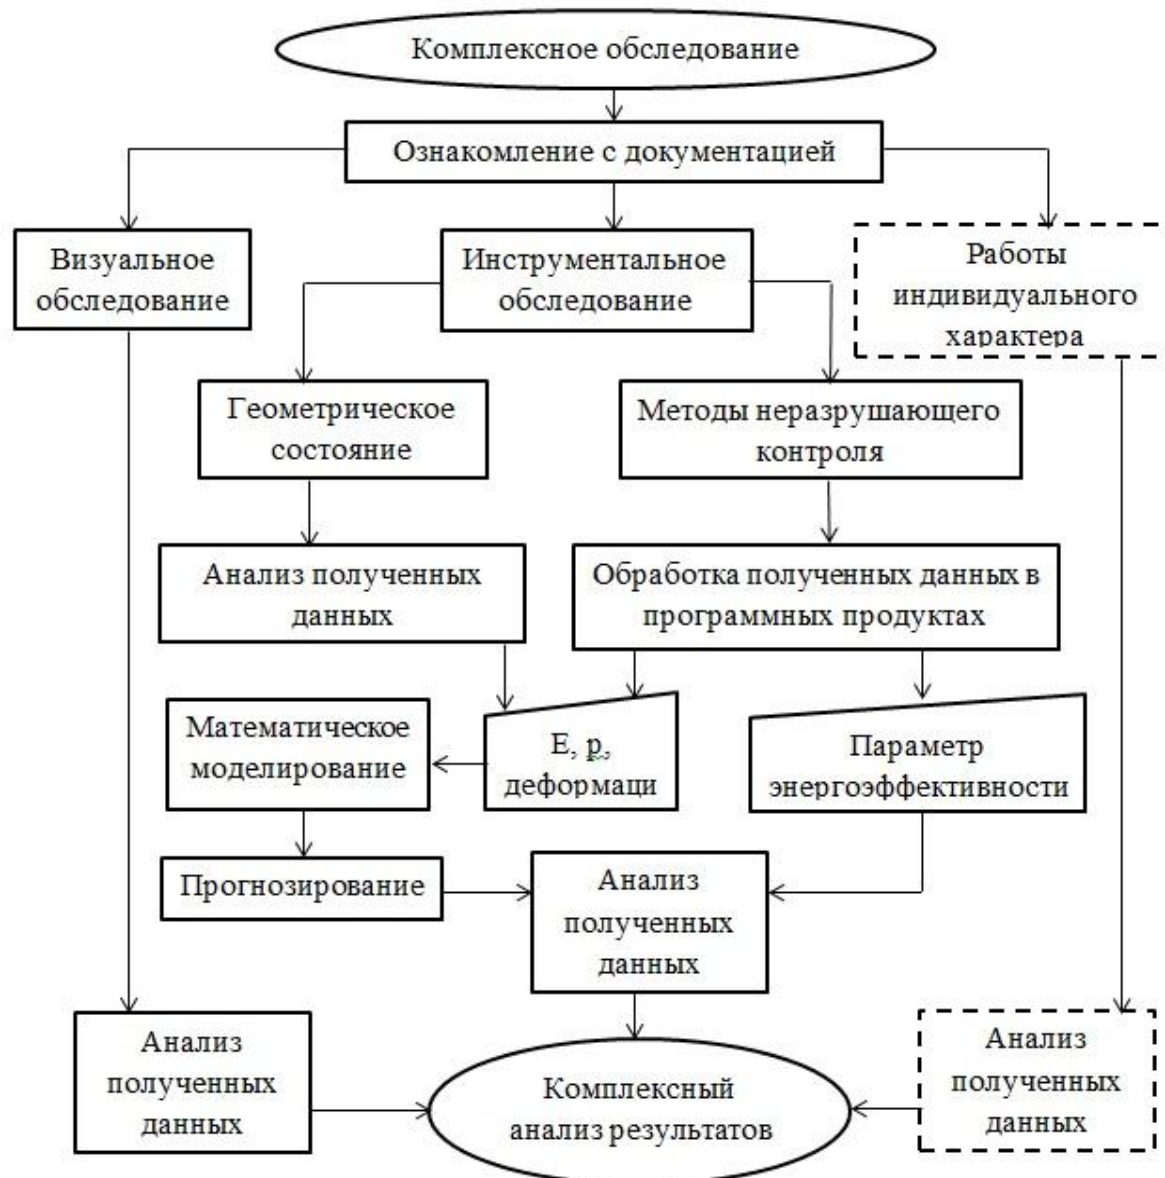 Комплексное обследование
Ознакомление с документацией
Визуальное
обследование
Инструментальное
обследование
Работы
индивидуального
характера
Геометрическое
состояние
Методы неразрушающего
контроля
Анализ полученных
данных
Обработка полученных данных в
программных продуктах
Математическое
моделирование
Е, р,
деформаци
Параметр
энергоэффективности
Прогнозирование
Анализ
полученных
данных
Анализ
полученных
данных
Комплексный
анализ результатов
Анализ
полученных
данных